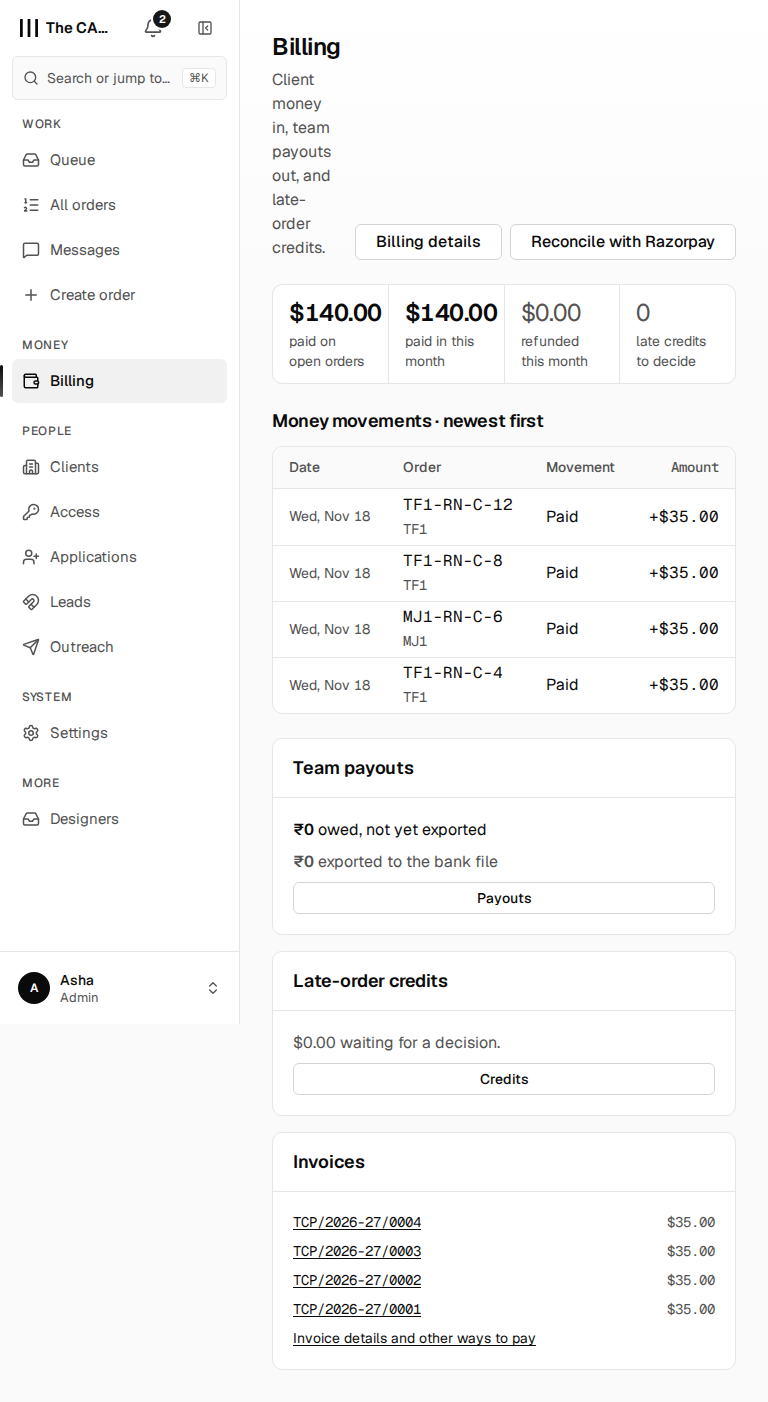 The CA…
2
Search or jump to… ⌘K
WORK
Queue
All orders
Messages
Create order
MONEY
Billing
PEOPLE
Clients
Access
Applications
Leads
Outreach
SYSTEM
Settings
MORE
Designers
A
Asha
Admin
Billing
Client
money
in, team
payouts
out, and
late-
order
credits.
Billing details
Reconcile with Razorpay
$140.00
paid on
open orders
$140.00
paid in this
month
$0.00
refunded
this month
0
late credits
to decide
Money movements · newest first
Date Order Movement Amount
Wed, Nov 18 TF1-RN-C-12 Paid +$35.00
TF1
Wed, Nov 18 TF1-RN-C-8 Paid +$35.00
TF1
Wed, Nov 18 MJ1-RN-C-6 Paid +$35.00
MJ1
Wed, Nov 18 TF1-RN-C-4 Paid +$35.00
TF1
Team payouts
₹0 owed, not yet exported
₹0 exported to the bank file
Payouts
Late-order credits
$0.00 waiting for a decision.
Credits
Invoices
TCP/2026-27/0004 $35.00
TCP/2026-27/0003 $35.00
TCP/2026-27/0002 $35.00
TCP/2026-27/0001 $35.00
Invoice details and other ways to pay